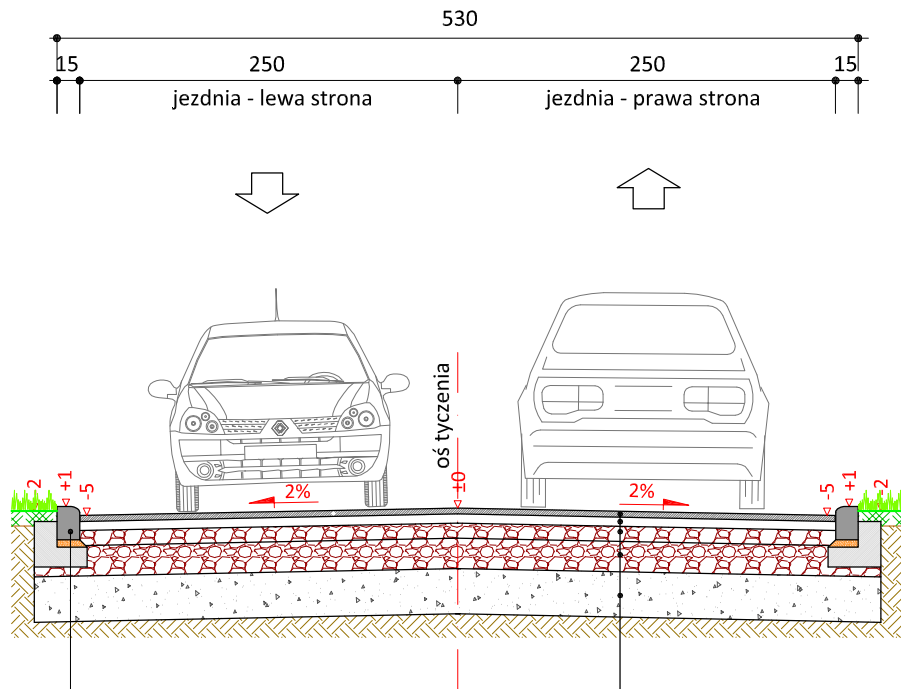 530
15 250 250 15
jezdnia - lewa strona jezdnia - prawa strona
oś tyczenia
2 +1 -5 2% ±0 2% -5 +1 2